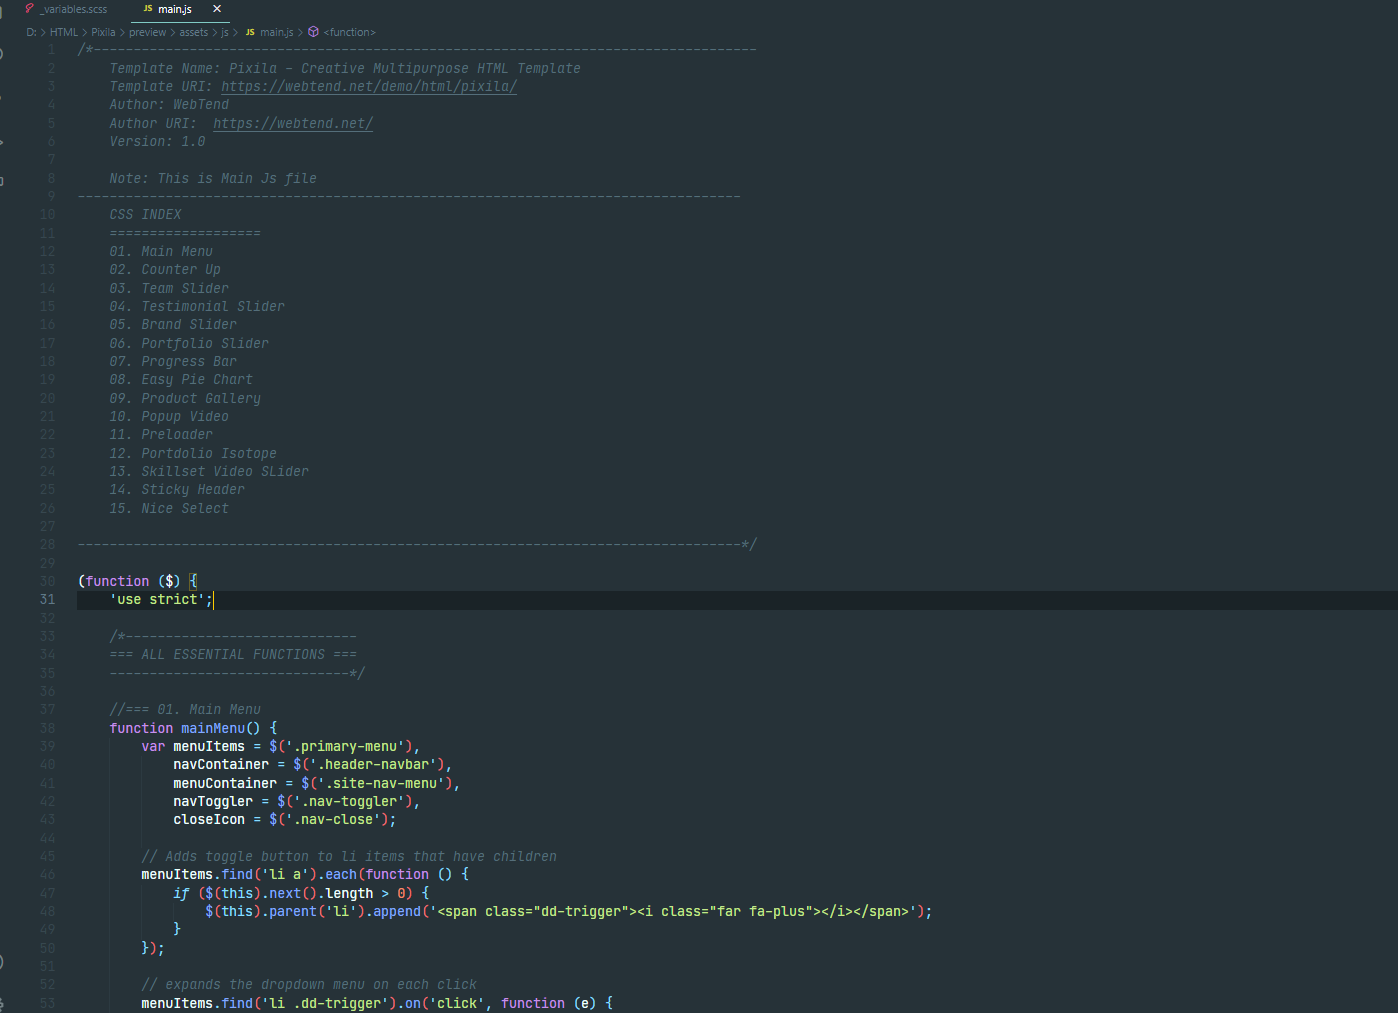 _variables.scss JS main.js ×
D: > HTML > Pixila > preview > assets > js > JS main.js > <function>
1 /*-----------------------------------------------------------------------------------
2 Template Name: Pixila - Creative Multipurpose HTML Template
3 Template URI: https://webtend.net/demo/html/pixila/
4 Author: WebTend
5 Author URI:  https://webtend.net/
6 Version: 1.0
7
8 Note: This is Main Js file
9 -----------------------------------------------------------------------------------
10 CSS INDEX
11 ===================
12 01. Main Menu
13 02. Counter Up
14 03. Team Slider
15 04. Testimonial Slider
16 05. Brand Slider
17 06. Portfolio Slider
18 07. Progress Bar
19 08. Easy Pie Chart
20 09. Product Gallery
21 10. Popup Video
22 11. Preloader
23 12. Portdolio Isotope
24 13. Skillset Video SLider
25 14. Sticky Header
26 15. Nice Select
27
28 -----------------------------------------------------------------------------------*/
29
30 (function ($) {
31 'use strict';
32
33 /*-----------------------------
34 === ALL ESSENTIAL FUNCTIONS ===
35 ------------------------------*/
36
37 //=== 01. Main Menu
38 function mainMenu() {
39 var menuItems = $('.primary-menu'),
40 navContainer = $('.header-navbar'),
41 menuContainer = $('.site-nav-menu'),
42 navToggler = $('.nav-toggler'),
43 closeIcon = $('.nav-close');
44
45 // Adds toggle button to li items that have children
46 menuItems.find('li a').each(function () {
47 if ($(this).next().length > 0) {
48 $(this).parent('li').append('<span class="dd-trigger"><i class="far fa-plus"></i></span>');
49 }
50 });
51
52 // expands the dropdown menu on each click
53 menuItems.find('li .dd-trigger').on('click', function (e) {